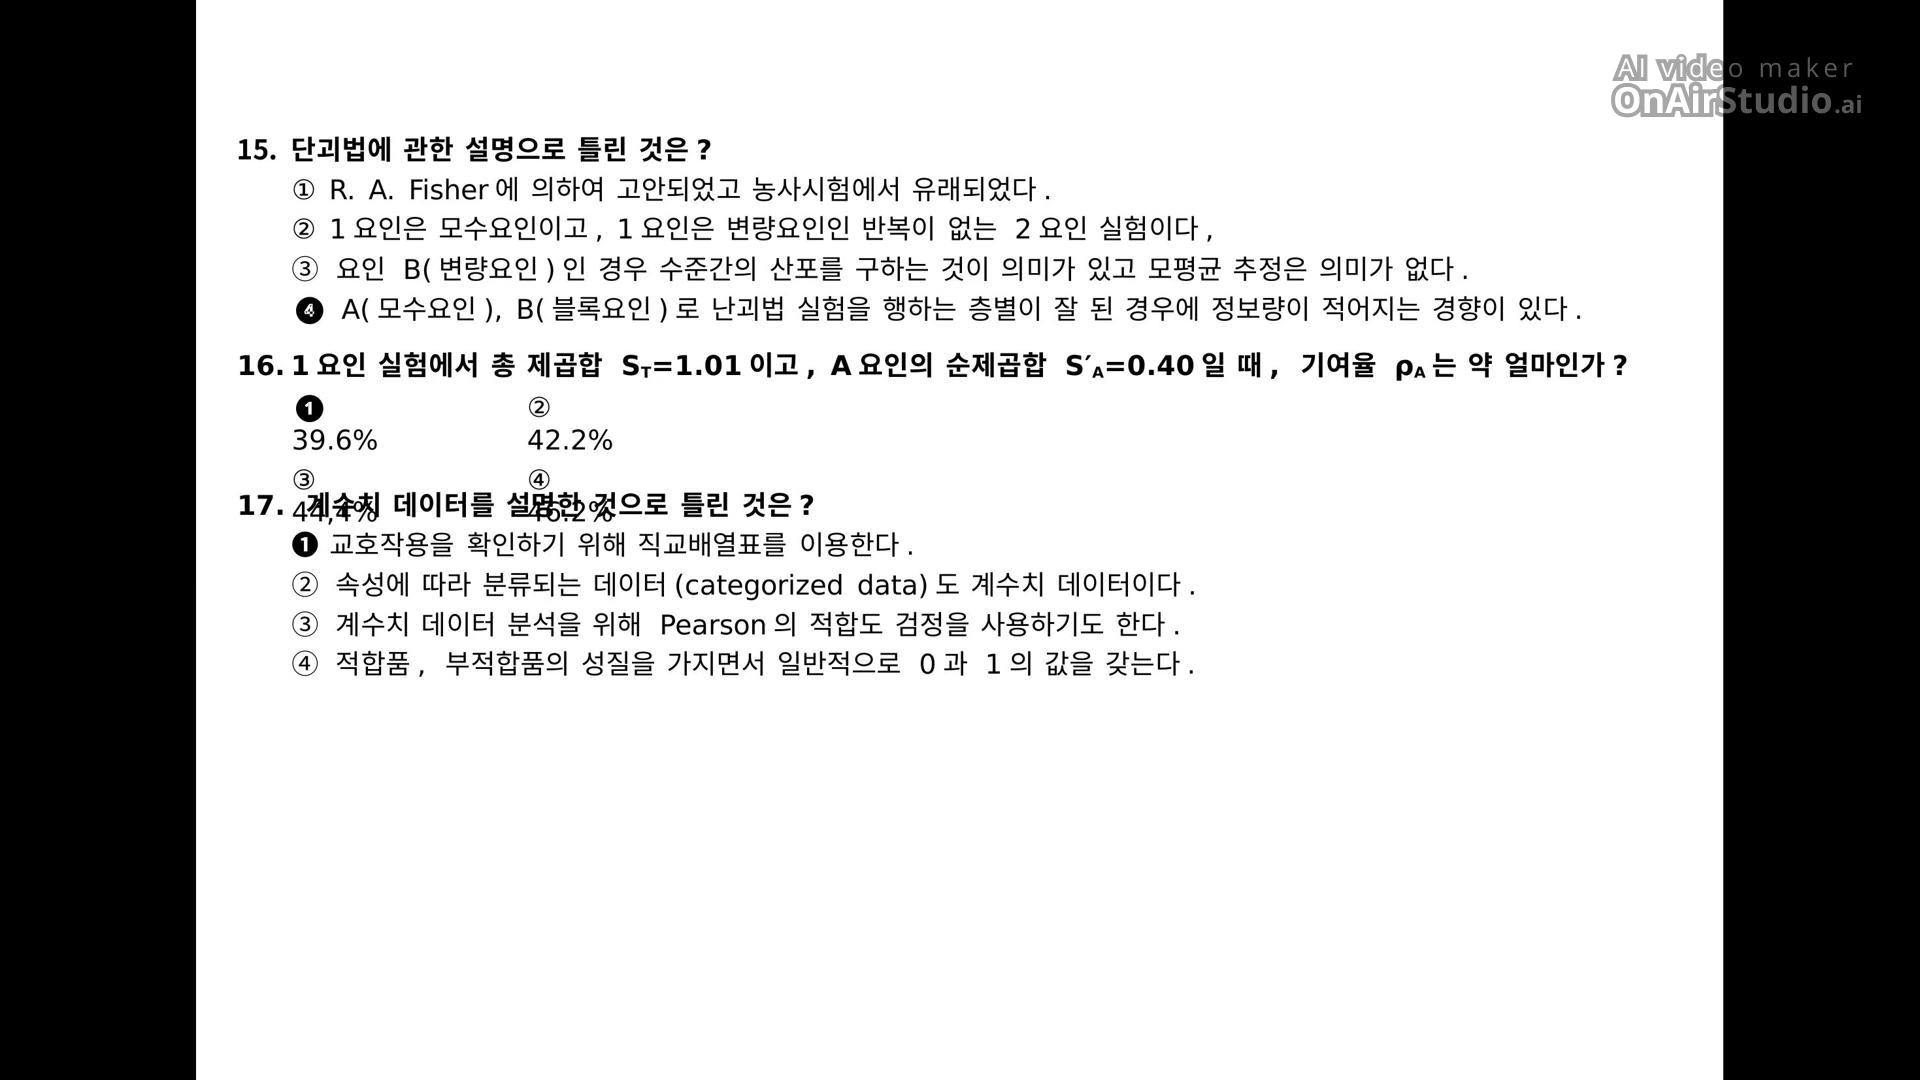 AI video maker
OnAirStudio.ai
15. 단괴법에 관한 설명으로 틀린 것은?
① R. A. Fisher에 의하여 고안되었고 농사시험에서 유래되었다.
② 1요인은 모수요인이고, 1요인은 변량요인인 반복이 없는 2요인 실험이다,
③ 요인 B(변량요인)인 경우 수준간의 산포를 구하는 것이 의미가 있고 모평균 추정은 의미가 없다.
❹ A(모수요인), B(블록요인)로 난괴법 실험을 행하는 층별이 잘 된 경우에 정보량이 적어지는 경향이 있다.
16. 1요인 실험에서 총 제곱합 Sᴛ=1.01이고, A요인의 순제곱합 S′ᴀ=0.40일 때, 기여율 ρᴀ는 약 얼마인가?
❶ ②
39.6% 42.2%
③ ④
44,4% 46.2%
17. 계수치 데이터를 설명한 것으로 틀린 것은?
❶ 교호작용을 확인하기 위해 직교배열표를 이용한다.
② 속성에 따라 분류되는 데이터(categorized data)도 계수치 데이터이다.
③ 계수치 데이터 분석을 위해 Pearson의 적합도 검정을 사용하기도 한다.
④ 적합품, 부적합품의 성질을 가지면서 일반적으로 0과 1의 값을 갖는다.